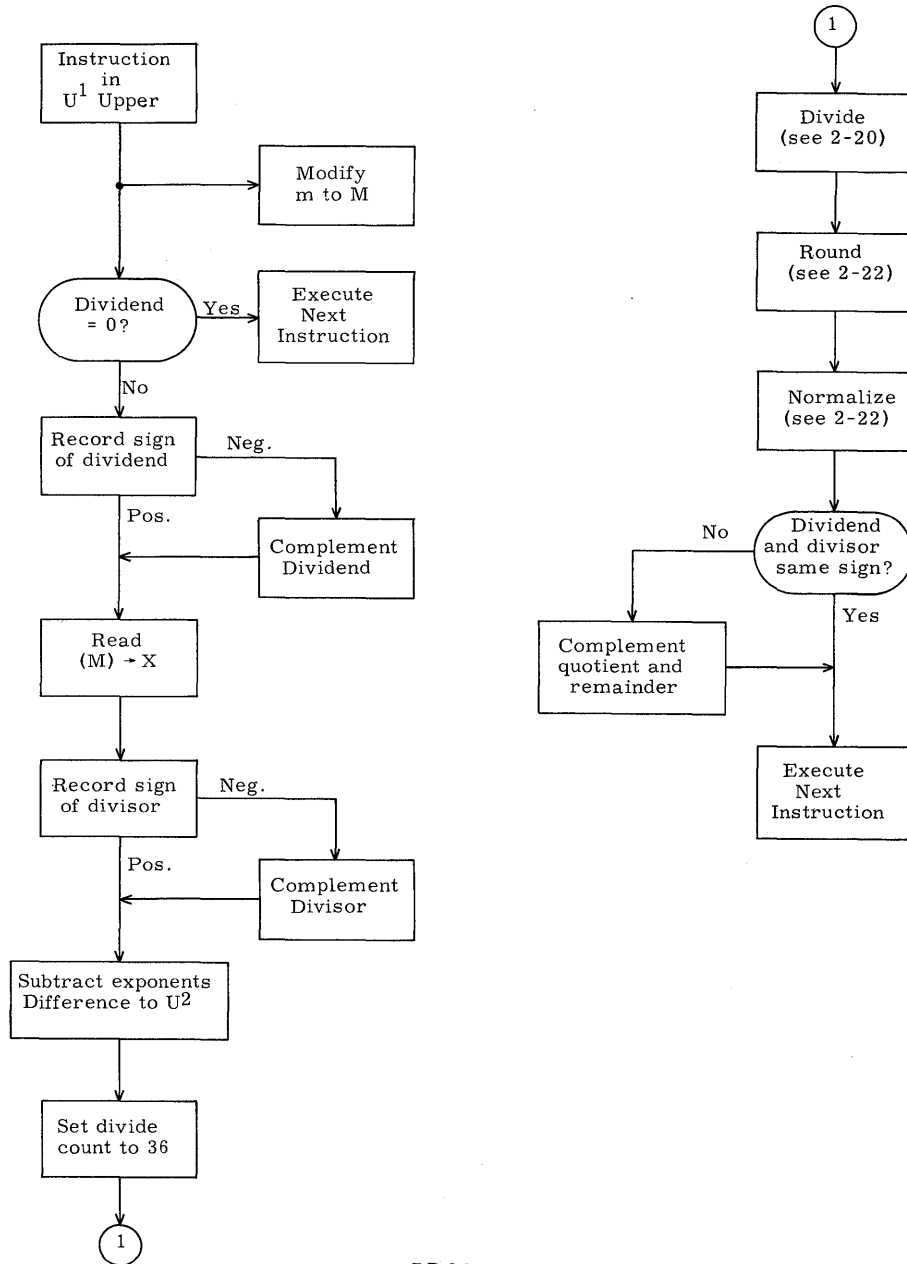 Instruction
in
U¹ Upper
Modify
m to M
Dividend
= 0?
Yes
Execute
Next
Instruction
No
Record sign
of dividend
Neg.
Pos.
Complement
Dividend
Read
(M) → X
Record sign
of divisor
Neg.
Pos.
Complement
Divisor
Subtract exponents
Difference to U²
Set divide
count to 36
1
1
Divide
(see 2-20)
Round
(see 2-22)
Normalize
(see 2-22)
Dividend
and divisor
same sign?
No
Yes
Complement
quotient and
remainder
Execute
Next
Instruction